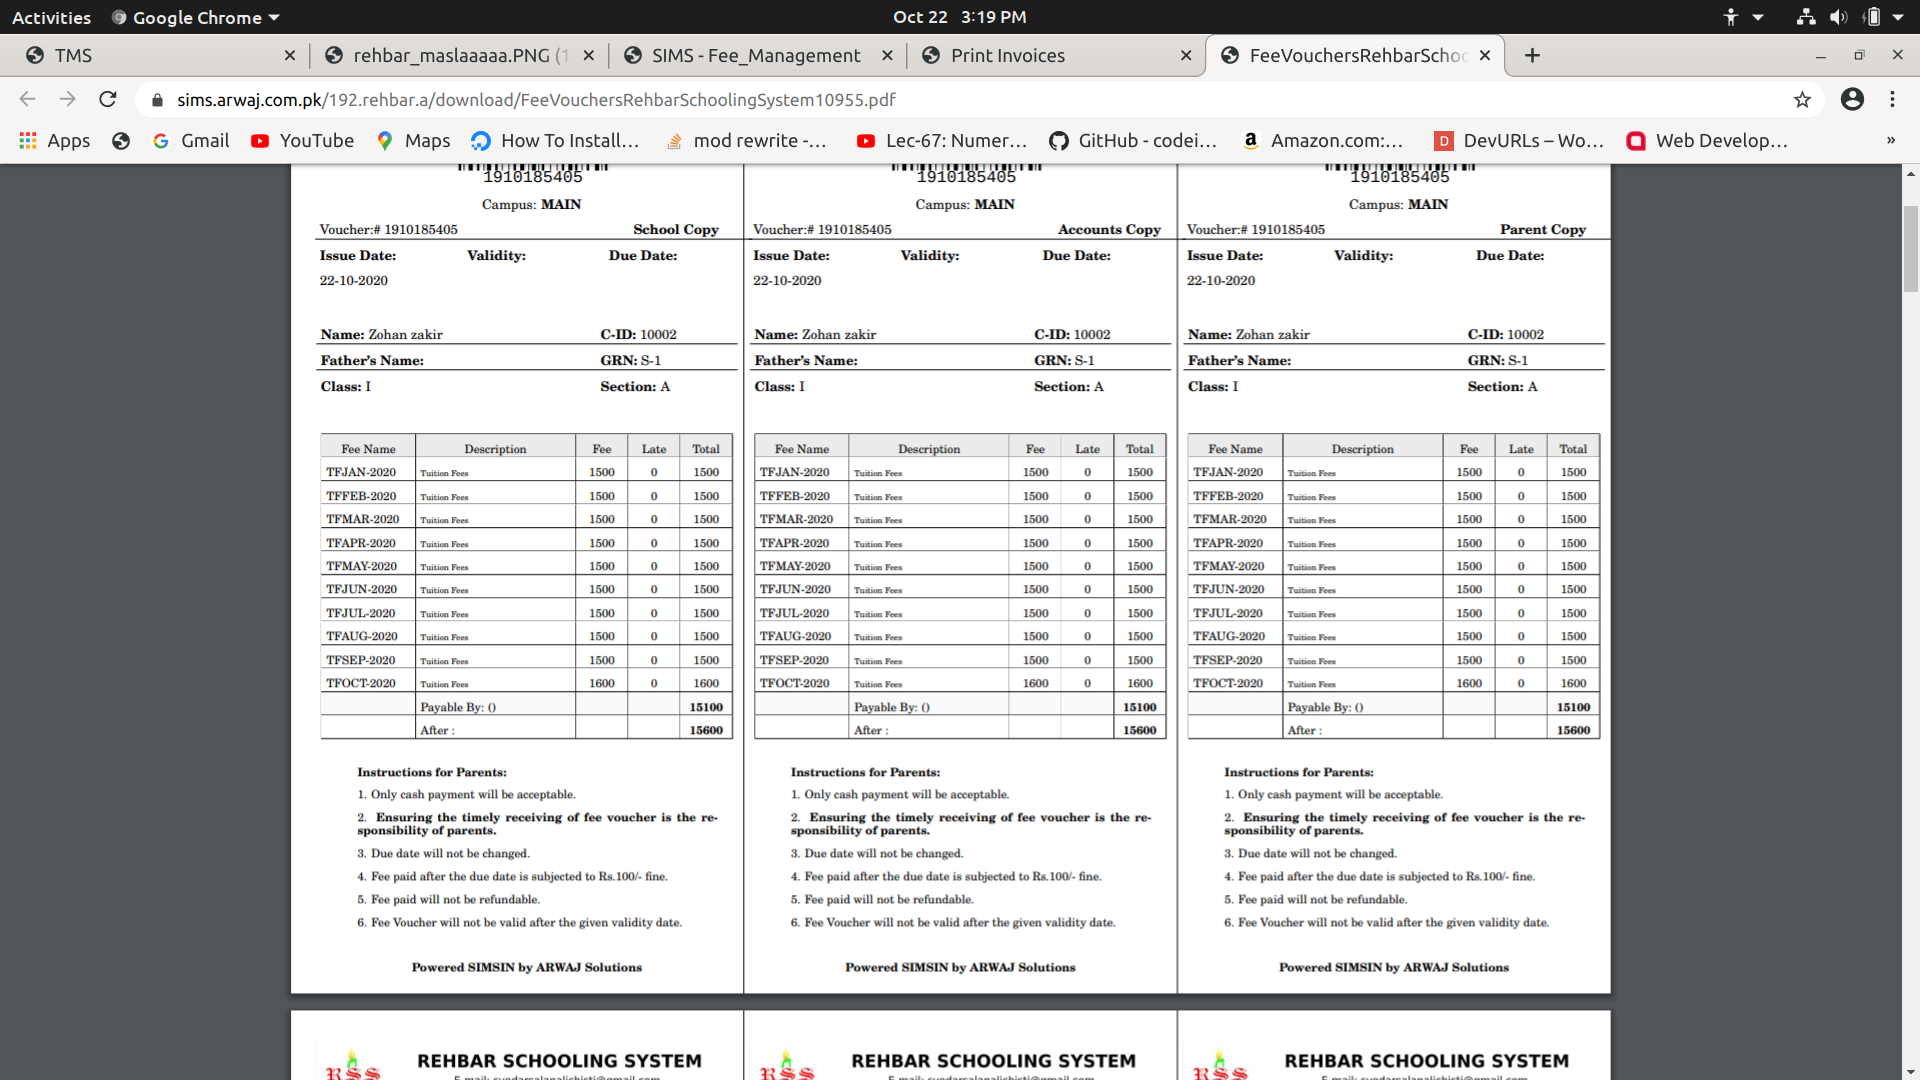 Activities Google Chrome Oct 22 3:19 PM
TMS rehbar_maslaaaaa.PNG (1 SIMS - Fee_Management Print Invoices FeeVouchersRehbarSchoo
sims.arwaj.com.pk/192.rehbar.a/download/FeeVouchersRehbarSchoolingSystem10955.pdf
Apps Gmail YouTube Maps How To Install... mod rewrite -... Lec-67: Numer... GitHub - codei... Amazon.com:... DevURLs – Wo... Web Develop... »
1910185405
Campus: MAIN
Voucher:# 1910185405 School Copy
Issue Date: Validity: Due Date:
22-10-2020
Name: Zohan zakir C-ID: 10002
Father's Name: GRN: S-1
Class: I Section: A
Fee Name Description Fee Late Total
TFJAN-2020 Tuition Fees 1500 0 1500
TFFEB-2020 Tuition Fees 1500 0 1500
TFMAR-2020 Tuition Fees 1500 0 1500
TFAPR-2020 Tuition Fees 1500 0 1500
TFMAY-2020 Tuition Fees 1500 0 1500
TFJUN-2020 Tuition Fees 1500 0 1500
TFJUL-2020 Tuition Fees 1500 0 1500
TFAUG-2020 Tuition Fees 1500 0 1500
TFSEP-2020 Tuition Fees 1500 0 1500
TFOCT-2020 Tuition Fees 1600 0 1600
Payable By: () 15100
After : 15600
Instructions for Parents:
1. Only cash payment will be acceptable.
2. Ensuring the timely receiving of fee voucher is the re-
sponsibility of parents.
3. Due date will not be changed.
4. Fee paid after the due date is subjected to Rs.100/- fine.
5. Fee paid will not be refundable.
6. Fee Voucher will not be valid after the given validity date.
Powered SIMSIN by ARWAJ Solutions
1910185405
Campus: MAIN
Voucher:# 1910185405 Accounts Copy
Issue Date: Validity: Due Date:
22-10-2020
Name: Zohan zakir C-ID: 10002
Father's Name: GRN: S-1
Class: I Section: A
Fee Name Description Fee Late Total
TFJAN-2020 Tuition Fees 1500 0 1500
TFFEB-2020 Tuition Fees 1500 0 1500
TFMAR-2020 Tuition Fees 1500 0 1500
TFAPR-2020 Tuition Fees 1500 0 1500
TFMAY-2020 Tuition Fees 1500 0 1500
TFJUN-2020 Tuition Fees 1500 0 1500
TFJUL-2020 Tuition Fees 1500 0 1500
TFAUG-2020 Tuition Fees 1500 0 1500
TFSEP-2020 Tuition Fees 1500 0 1500
TFOCT-2020 Tuition Fees 1600 0 1600
Payable By: () 15100
After : 15600
Instructions for Parents:
1. Only cash payment will be acceptable.
2. Ensuring the timely receiving of fee voucher is the re-
sponsibility of parents.
3. Due date will not be changed.
4. Fee paid after the due date is subjected to Rs.100/- fine.
5. Fee paid will not be refundable.
6. Fee Voucher will not be valid after the given validity date.
Powered SIMSIN by ARWAJ Solutions
1910185405
Campus: MAIN
Voucher:# 1910185405 Parent Copy
Issue Date: Validity: Due Date:
22-10-2020
Name: Zohan zakir C-ID: 10002
Father's Name: GRN: S-1
Class: I Section: A
Fee Name Description Fee Late Total
TFJAN-2020 Tuition Fees 1500 0 1500
TFFEB-2020 Tuition Fees 1500 0 1500
TFMAR-2020 Tuition Fees 1500 0 1500
TFAPR-2020 Tuition Fees 1500 0 1500
TFMAY-2020 Tuition Fees 1500 0 1500
TFJUN-2020 Tuition Fees 1500 0 1500
TFJUL-2020 Tuition Fees 1500 0 1500
TFAUG-2020 Tuition Fees 1500 0 1500
TFSEP-2020 Tuition Fees 1500 0 1500
TFOCT-2020 Tuition Fees 1600 0 1600
Payable By: () 15100
After : 15600
Instructions for Parents:
1. Only cash payment will be acceptable.
2. Ensuring the timely receiving of fee voucher is the re-
sponsibility of parents.
3. Due date will not be changed.
4. Fee paid after the due date is subjected to Rs.100/- fine.
5. Fee paid will not be refundable.
6. Fee Voucher will not be valid after the given validity date.
Powered SIMSIN by ARWAJ Solutions
RSS REHBAR SCHOOLING SYSTEM
RSS REHBAR SCHOOLING SYSTEM
RSS REHBAR SCHOOLING SYSTEM